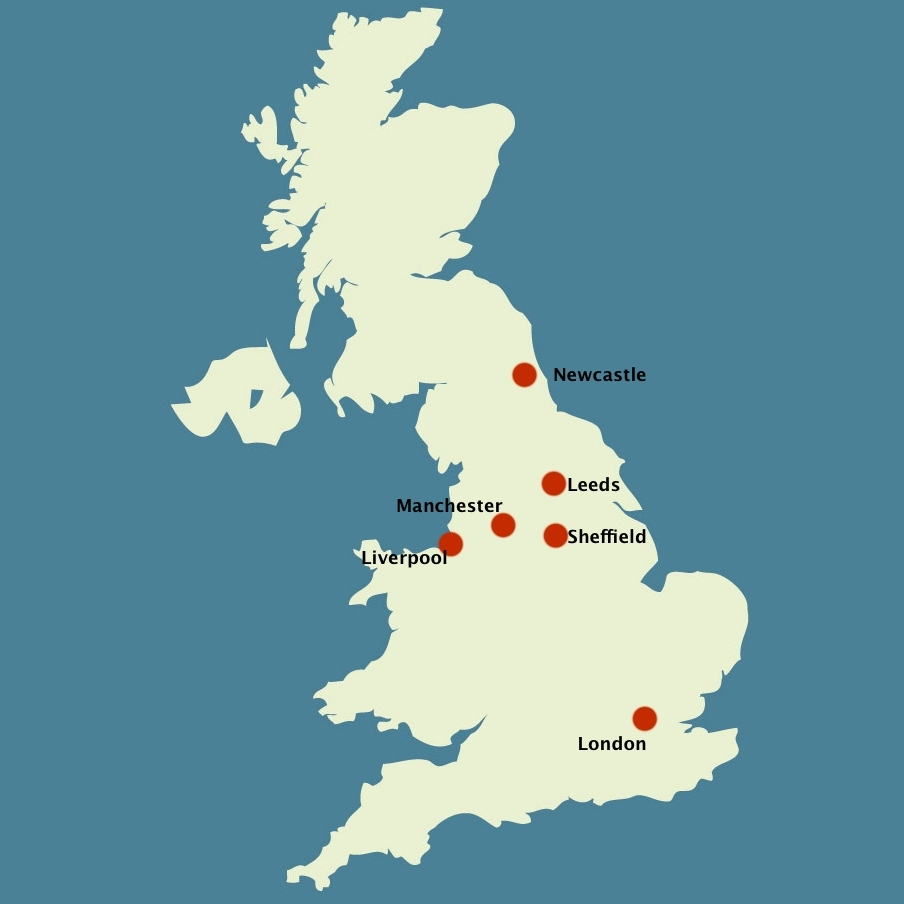 Newcastle
Leeds
Manchester
Sheffield
Liverpool
London